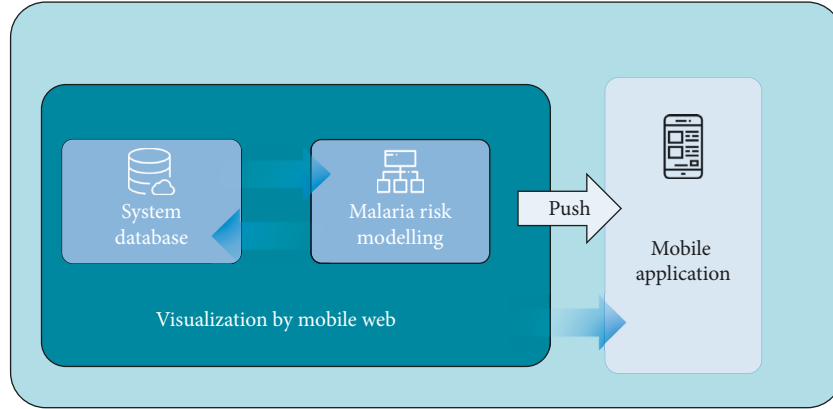 System
database
Malaria risk
modelling
Push
Mobile
application
Visualization by mobile web